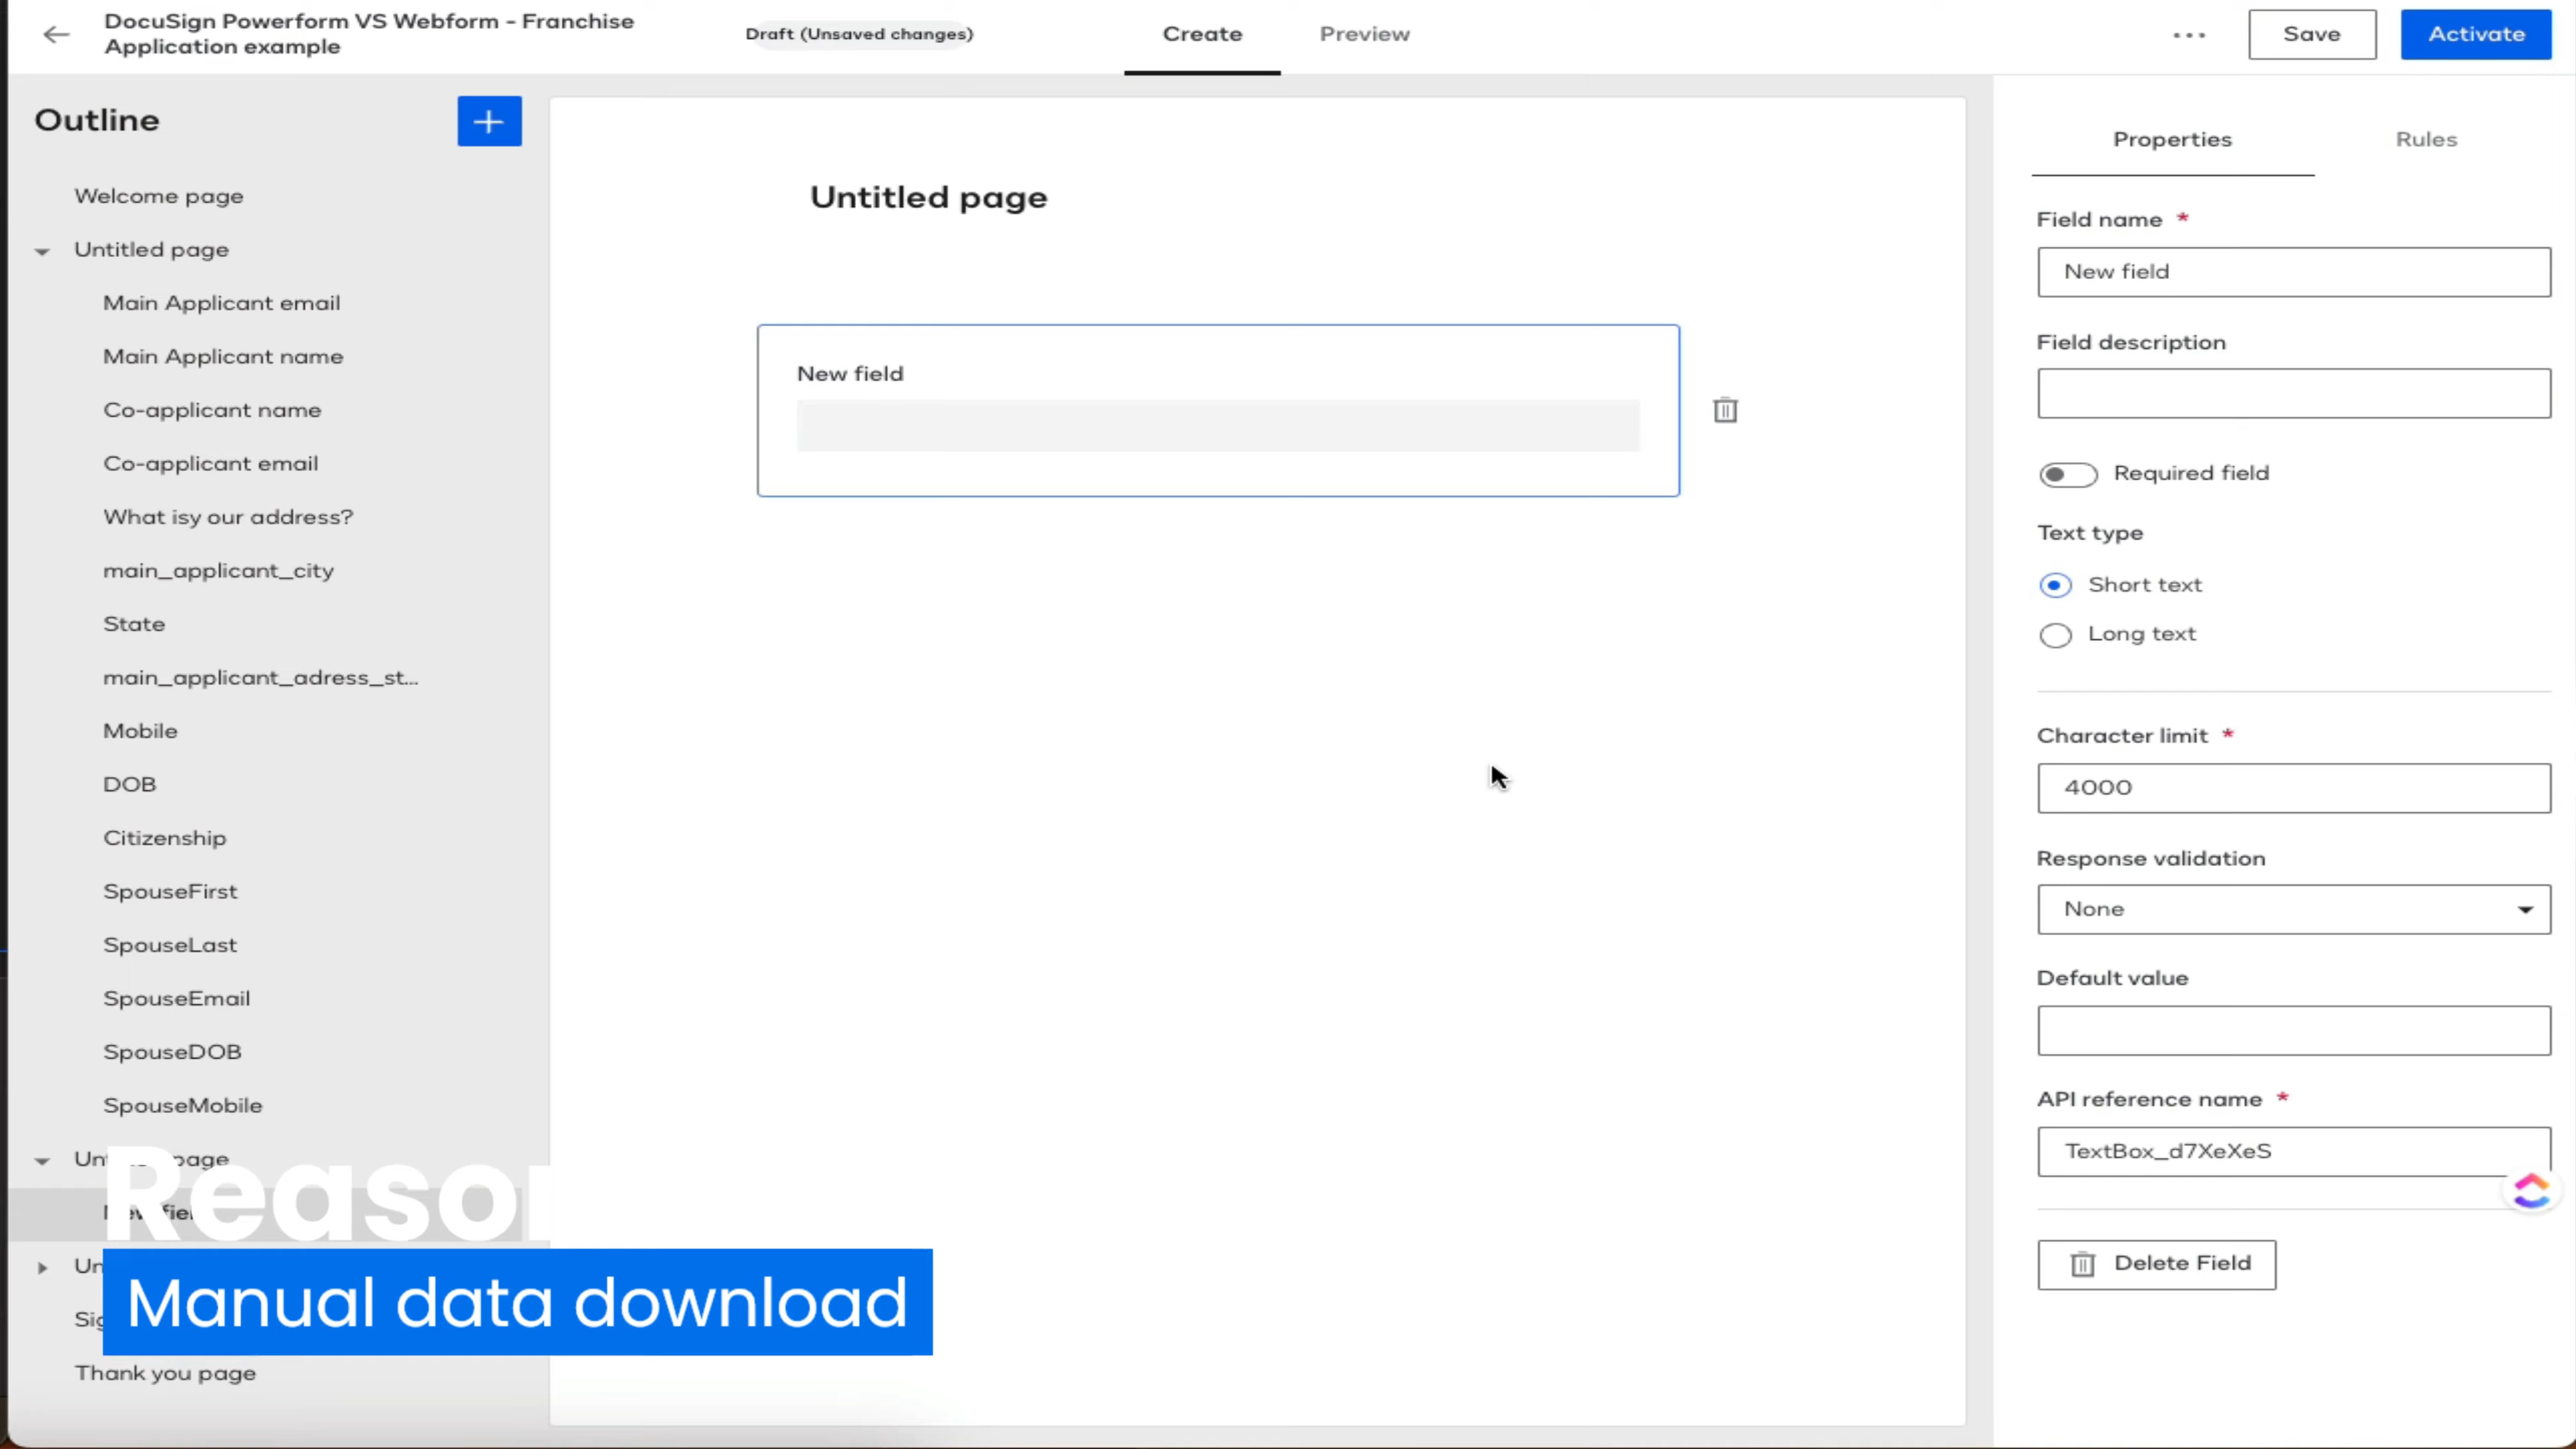 DocuSign Powerform VS Webform - Franchise
Application example
Draft (Unsaved changes)
Create
Preview
Save
Activate
Outline
Welcome page
Untitled page
Main Applicant email
Main Applicant name
Co-applicant name
Co-applicant email
What isy our address?
main_applicant_city
State
main_applicant_adress_st...
Mobile
DOB
Citizenship
SpouseFirst
SpouseLast
SpouseEmail
SpouseDOB
SpouseMobile
page
Reason
Manual data download
Thank you page
Untitled page
New field
Properties
Rules
Field name *
New field
Field description
Required field
Text type
Short text
Long text
Character limit *
4000
Response validation
None
Default value
API reference name *
TextBox_d7XeXeS
Delete Field